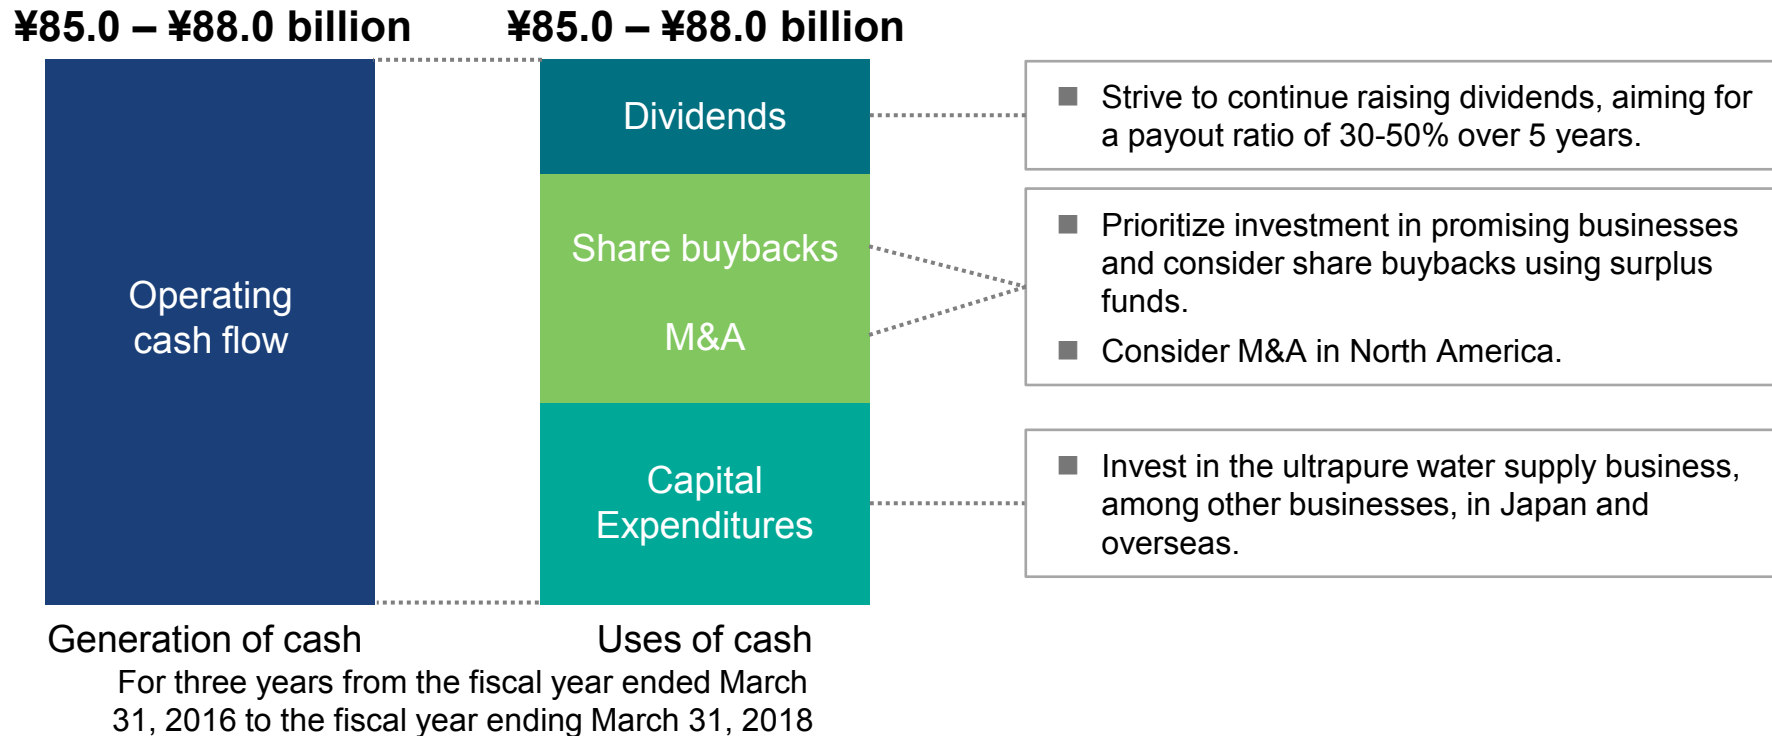 ¥85.0 – ¥88.0 billion
¥85.0 – ¥88.0 billion
Operating
cash flow
Dividends
Share buybacks
M&A
Capital
Expenditures
■ Strive to continue raising dividends, aiming for
a payout ratio of 30-50% over 5 years.
■ Prioritize investment in promising businesses
and consider share buybacks using surplus
funds.
■ Consider M&A in North America.
■ Invest in the ultrapure water supply business,
among other businesses, in Japan and
overseas.
Generation of cash
Uses of cash
For three years from the fiscal year ended March
31, 2016 to the fiscal year ending March 31, 2018